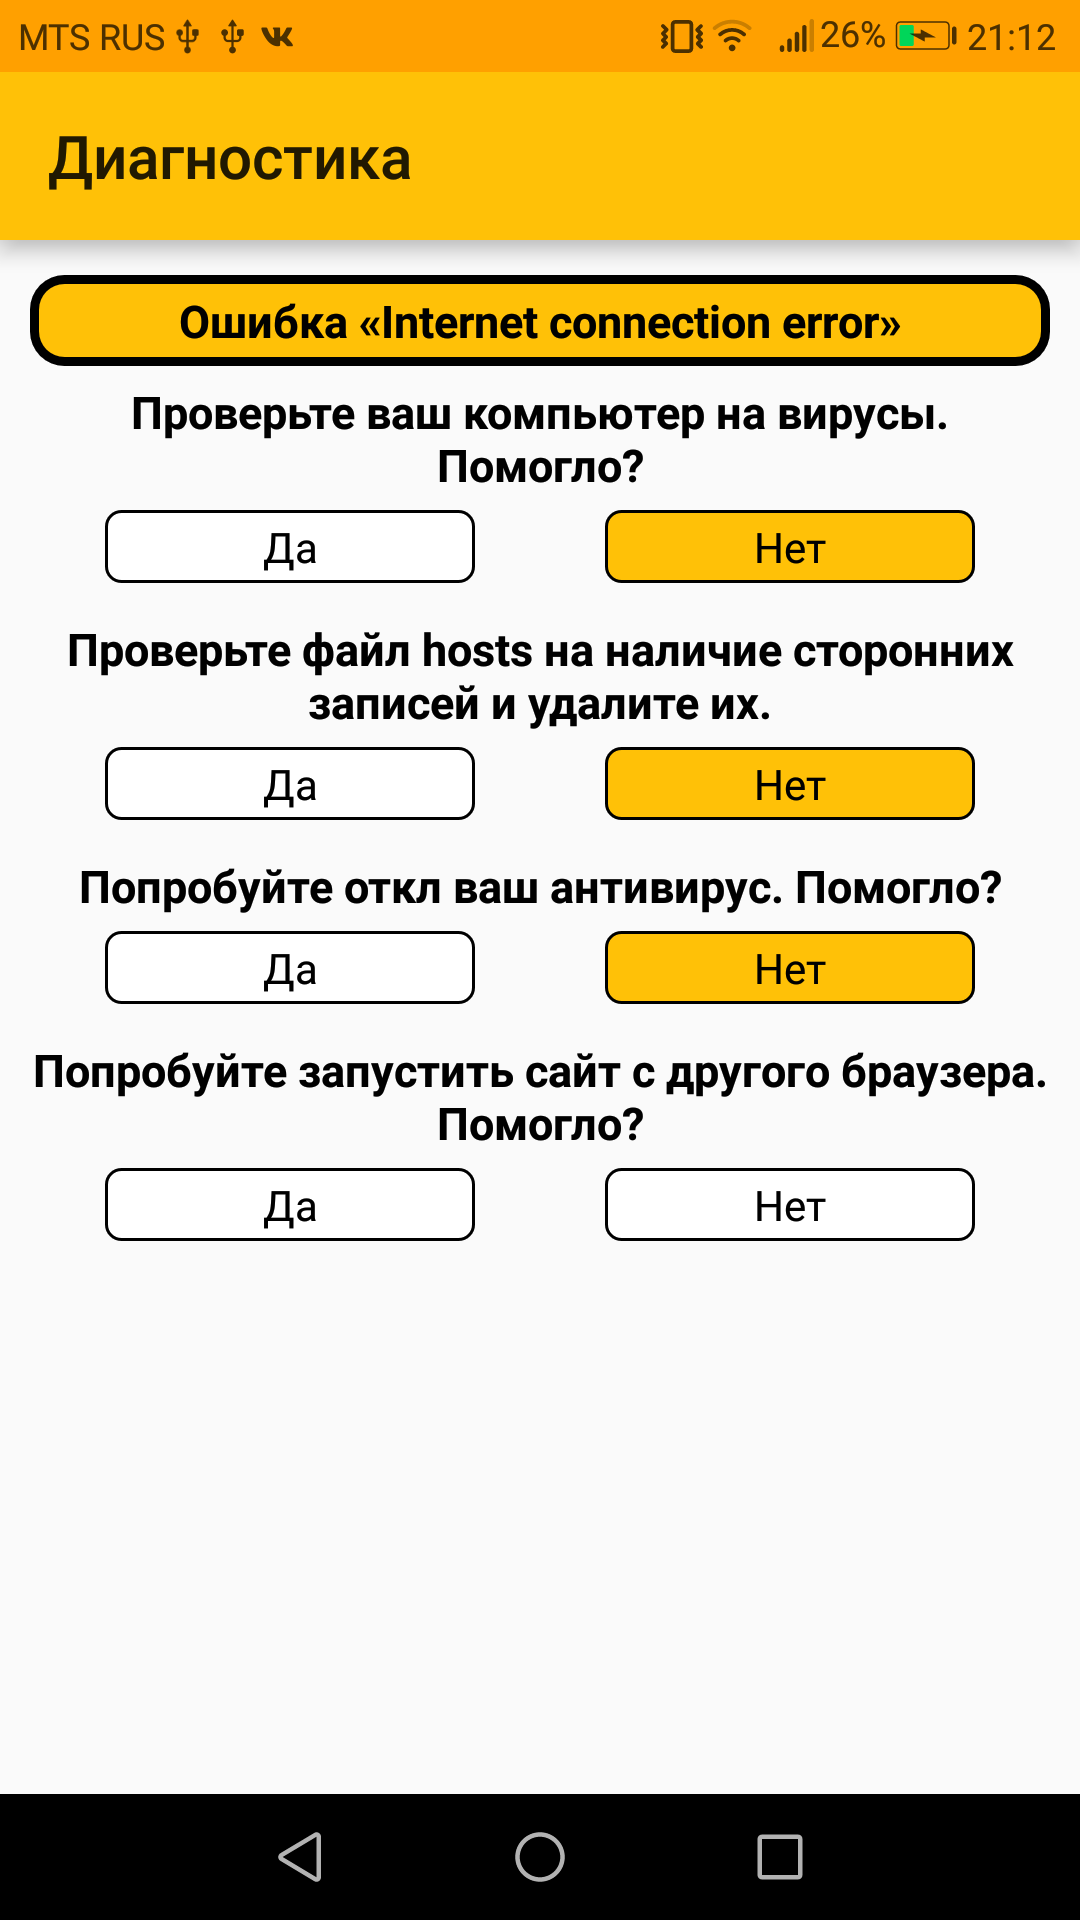 MTS RUS 26% 21:12
Диагностика
Ошибка «Internet connection error»
Проверьте ваш компьютер на вирусы.
Помогло?
Да Нет
Проверьте файл hosts на наличие сторонних
записей и удалите их.
Да Нет
Попробуйте откл ваш антивирус. Помогло?
Да Нет
Попробуйте запустить сайт с другого браузера.
Помогло?
Да Нет